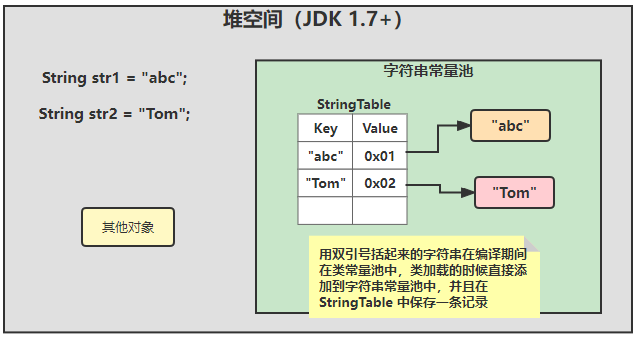 堆空间（JDK 1.7+）
String str1 = "abc";
String str2 = "Tom";
其他对象
字符串常量池
StringTable
Key Value
"abc" 0x01
"Tom" 0x02
"abc"
"Tom"
用双引号括起来的字符串在编译期间
在类常量池中，类加载的时候直接添
加到字符串常量池中，并且在
StringTable 中保存一条记录